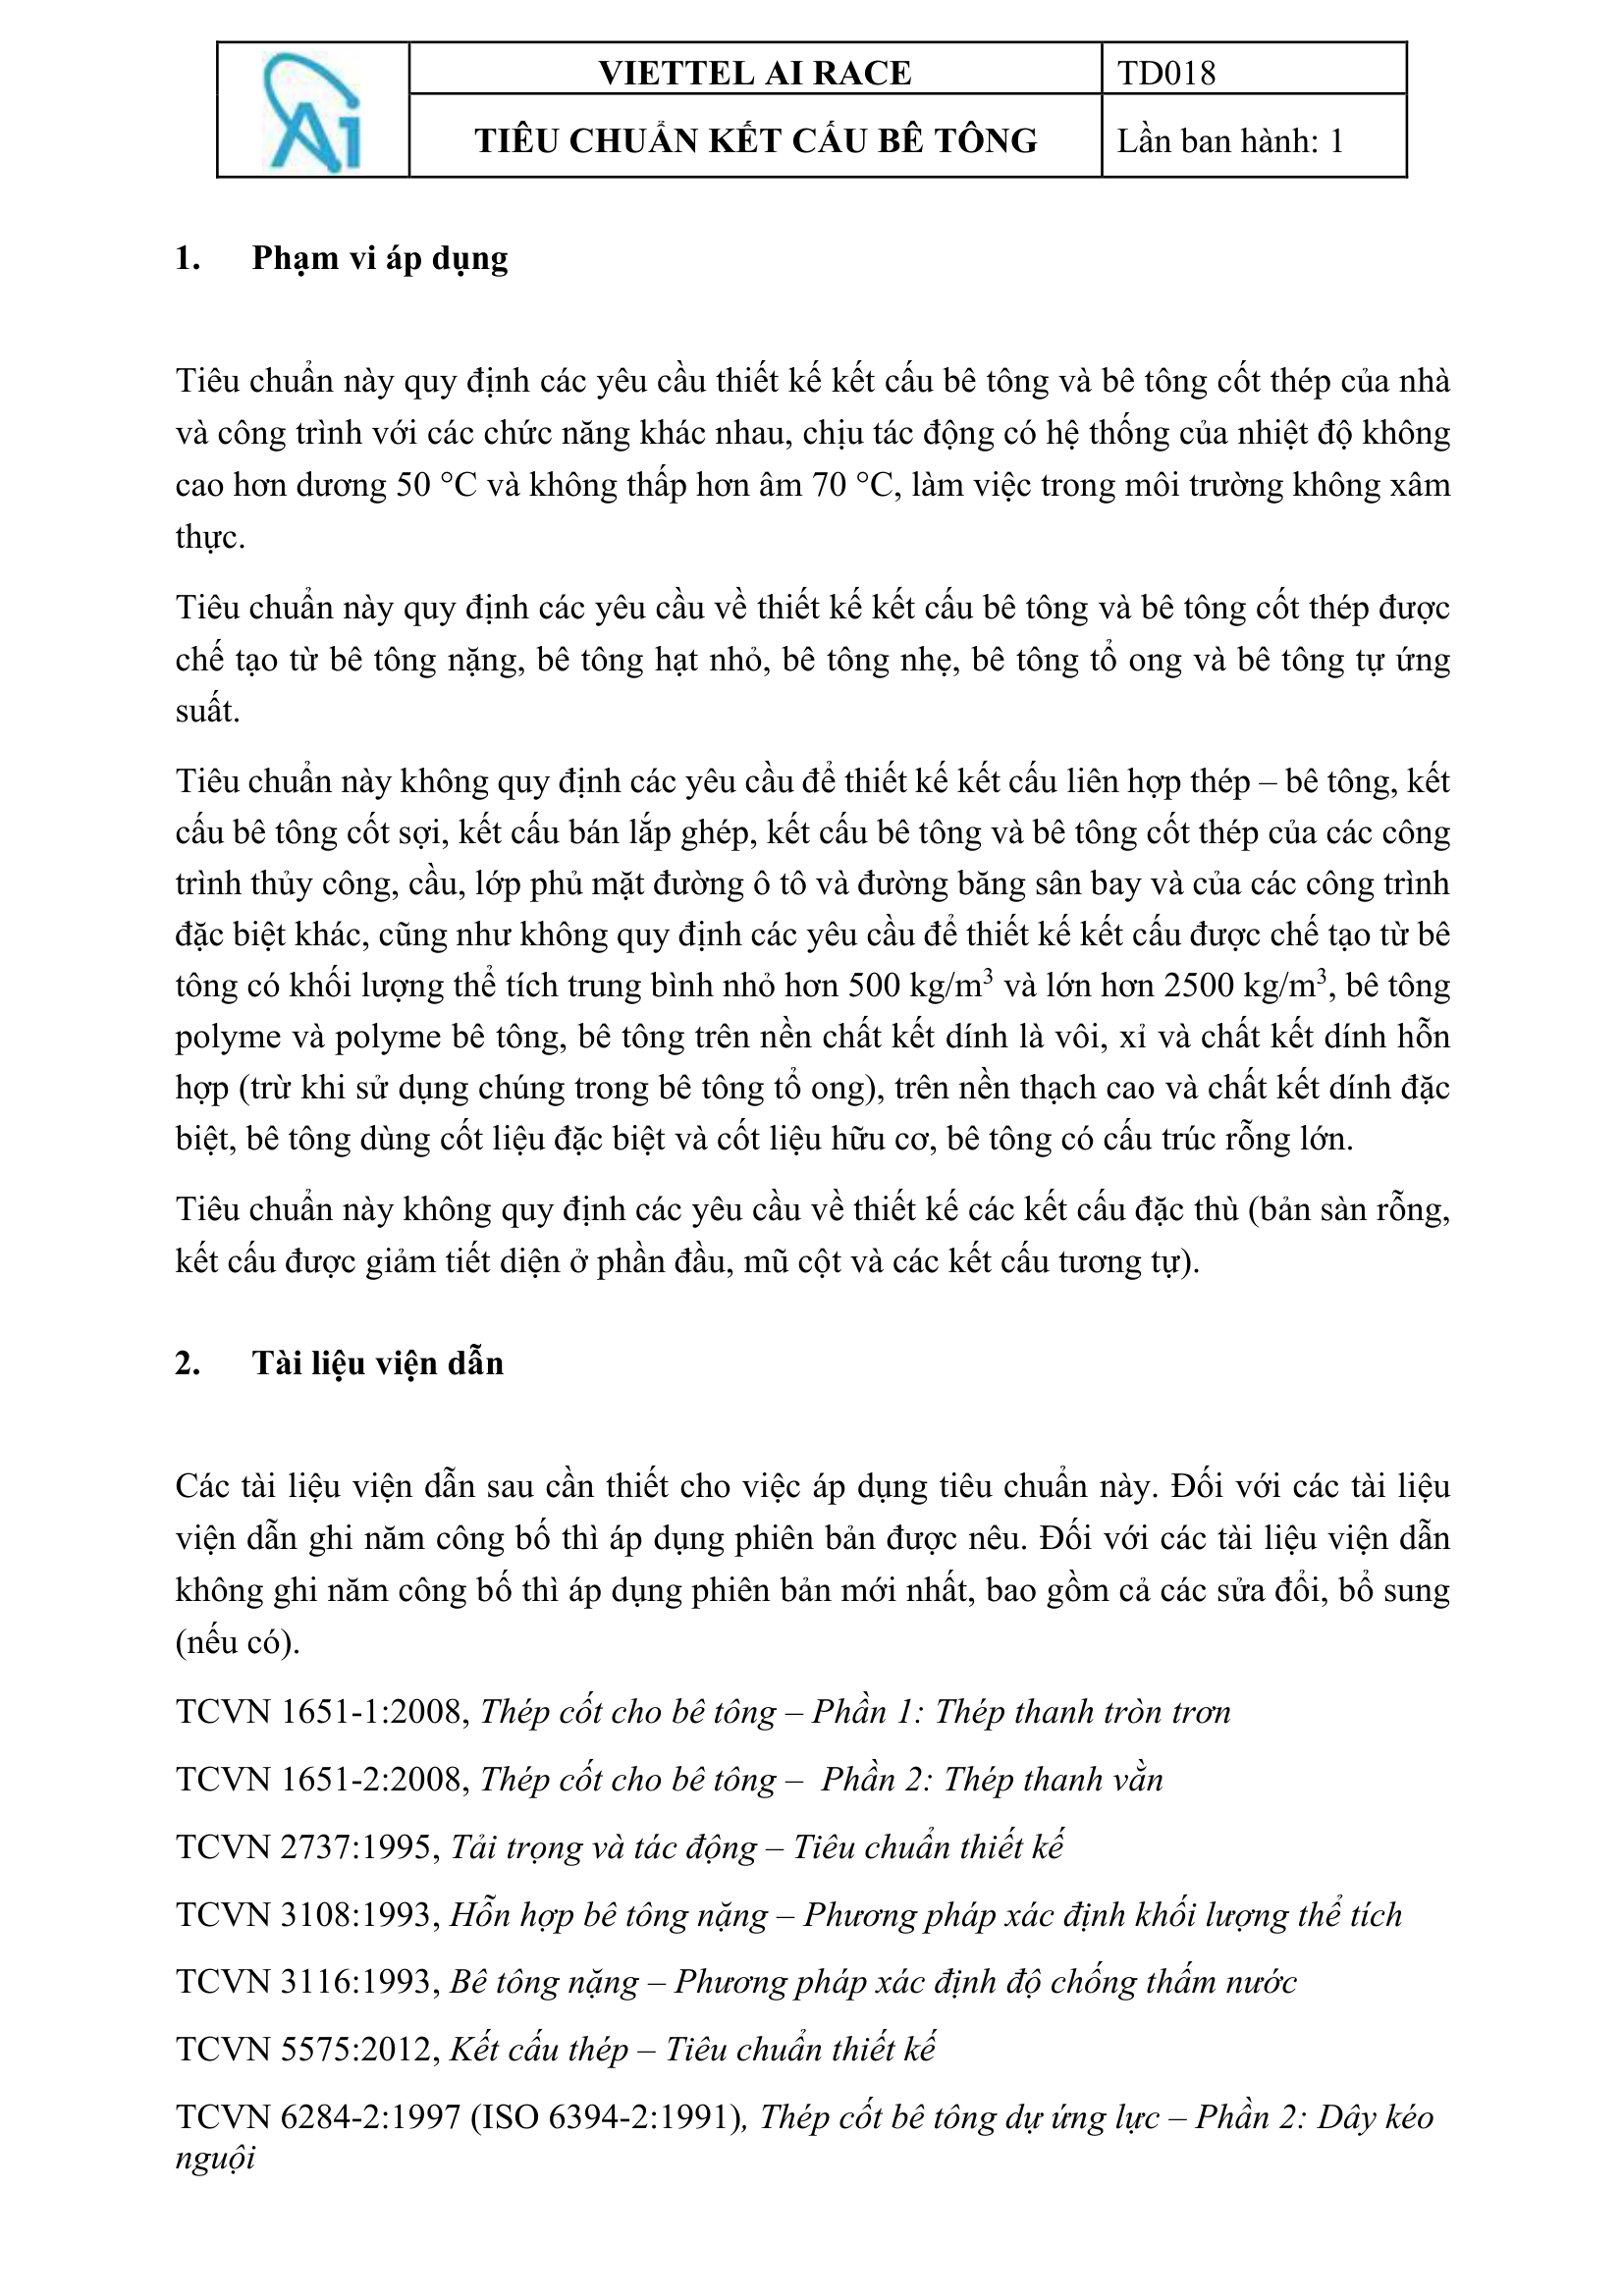 Ai
VIETTEL AI RACE
TD018
TIÊU CHUẨN KẾT CẤU BÊ TÔNG
Lần ban hành: 1
1. Phạm vi áp dụng
Tiêu chuẩn này quy định các yêu cầu thiết kế kết cấu bê tông và bê tông cốt thép của nhà
và công trình với các chức năng khác nhau, chịu tác động có hệ thống của nhiệt độ không
cao hơn dương 50 °C và không thấp hơn âm 70 °C, làm việc trong môi trường không xâm
thực.
Tiêu chuẩn này quy định các yêu cầu về thiết kế kết cấu bê tông và bê tông cốt thép được
chế tạo từ bê tông nặng, bê tông hạt nhỏ, bê tông nhẹ, bê tông tổ ong và bê tông tự ứng
suất.
Tiêu chuẩn này không quy định các yêu cầu để thiết kế kết cấu liên hợp thép – bê tông, kết
cấu bê tông cốt sợi, kết cấu bán lắp ghép, kết cấu bê tông và bê tông cốt thép của các công
trình thủy công, cầu, lớp phủ mặt đường ô tô và đường băng sân bay và của các công trình
đặc biệt khác, cũng như không quy định các yêu cầu để thiết kế kết cấu được chế tạo từ bê
tông có khối lượng thể tích trung bình nhỏ hơn 500 kg/m³ và lớn hơn 2500 kg/m³, bê tông
polyme và polyme bê tông, bê tông trên nền chất kết dính là vôi, xỉ và chất kết dính hỗn
hợp (trừ khi sử dụng chúng trong bê tông tổ ong), trên nền thạch cao và chất kết dính đặc
biệt, bê tông dùng cốt liệu đặc biệt và cốt liệu hữu cơ, bê tông có cấu trúc rỗng lớn.
Tiêu chuẩn này không quy định các yêu cầu về thiết kế các kết cấu đặc thù (bản sàn rỗng,
kết cấu được giảm tiết diện ở phần đầu, mũ cột và các kết cấu tương tự).
2. Tài liệu viện dẫn
Các tài liệu viện dẫn sau cần thiết cho việc áp dụng tiêu chuẩn này. Đối với các tài liệu
viện dẫn ghi năm công bố thì áp dụng phiên bản được nêu. Đối với các tài liệu viện dẫn
không ghi năm công bố thì áp dụng phiên bản mới nhất, bao gồm cả các sửa đổi, bổ sung
(nếu có).
TCVN 1651-1:2008, Thép cốt cho bê tông – Phần 1: Thép thanh tròn trơn
TCVN 1651-2:2008, Thép cốt cho bê tông – Phần 2: Thép thanh vằn
TCVN 2737:1995, Tải trọng và tác động – Tiêu chuẩn thiết kế
TCVN 3108:1993, Hỗn hợp bê tông nặng – Phương pháp xác định khối lượng thể tích
TCVN 3116:1993, Bê tông nặng – Phương pháp xác định độ chống thấm nước
TCVN 5575:2012, Kết cấu thép – Tiêu chuẩn thiết kế
TCVN 6284-2:1997 (ISO 6394-2:1991), Thép cốt bê tông dự ứng lực – Phần 2: Dây kéo
nguội